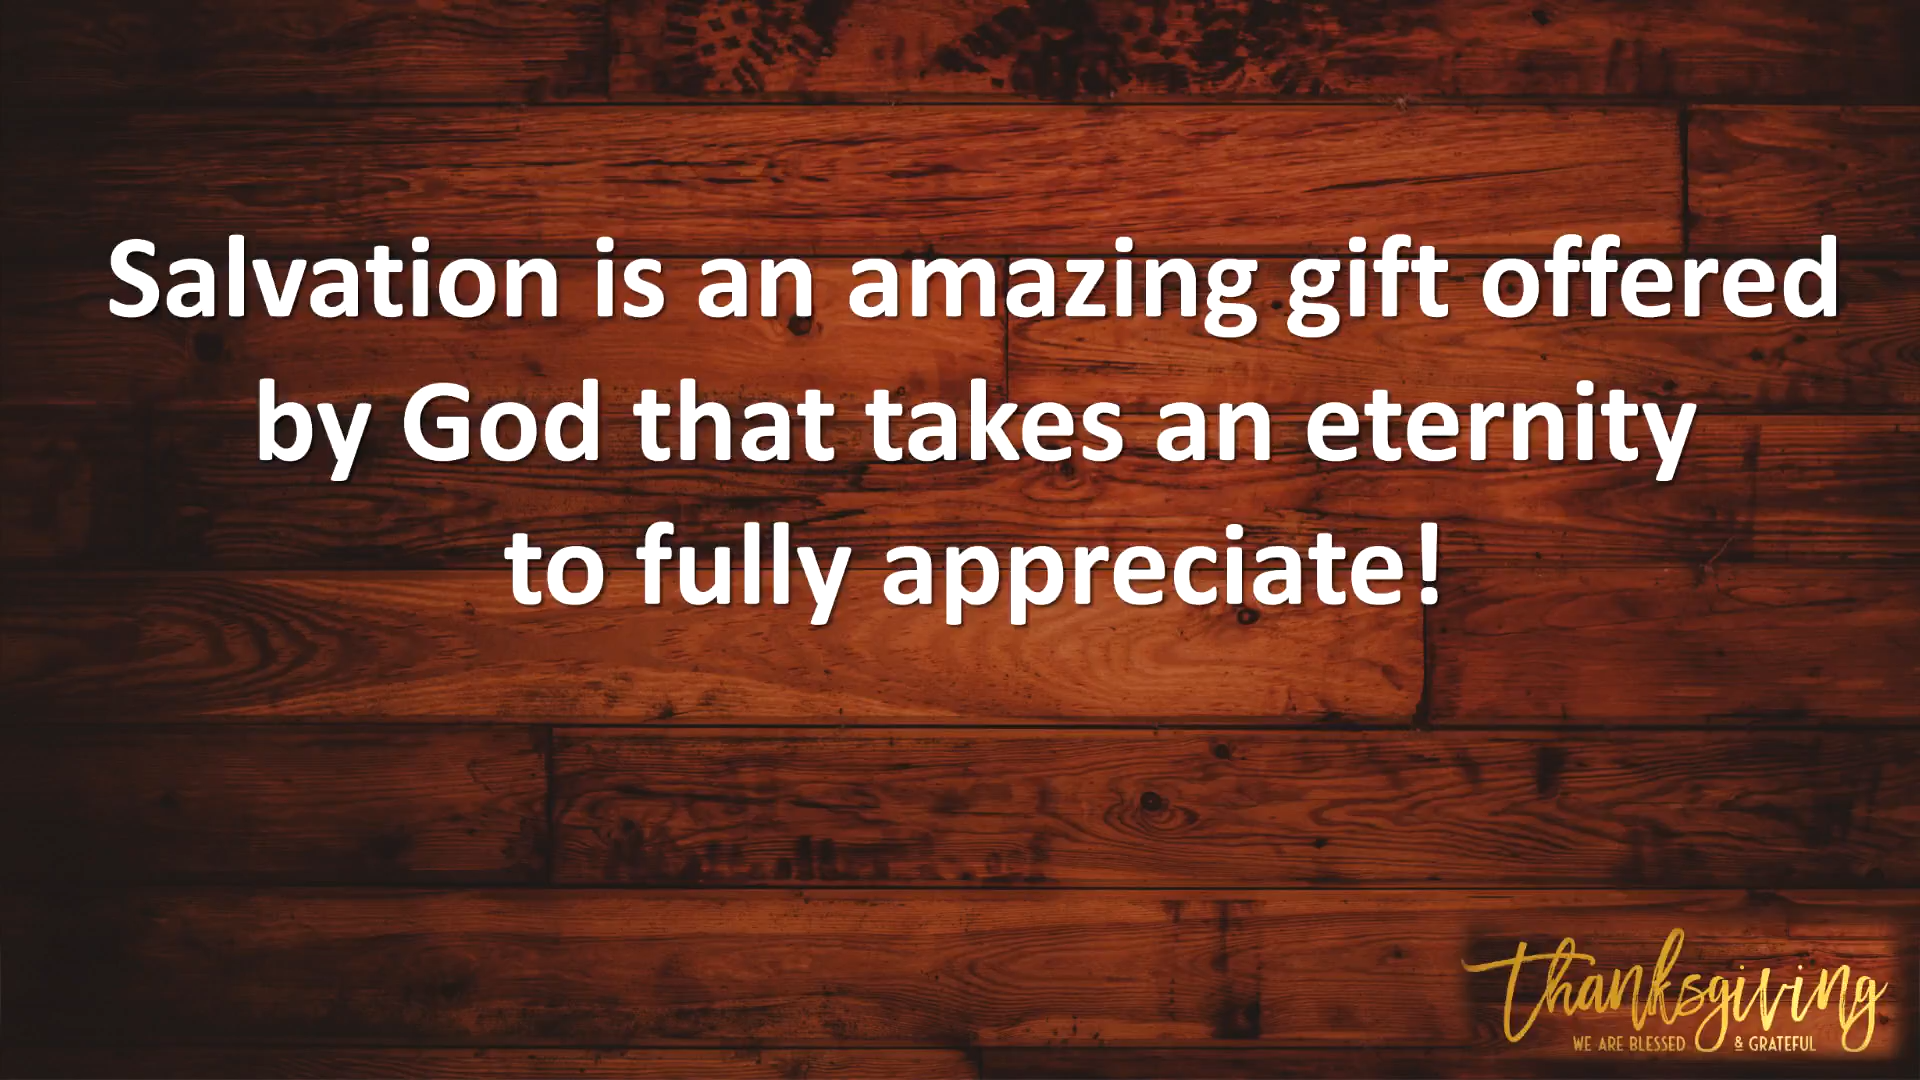 Salvation is an amazing gift offered
by God that takes an eternity
to fully appreciate!
thanksgiving
WE ARE BLESSED & GRATEFUL